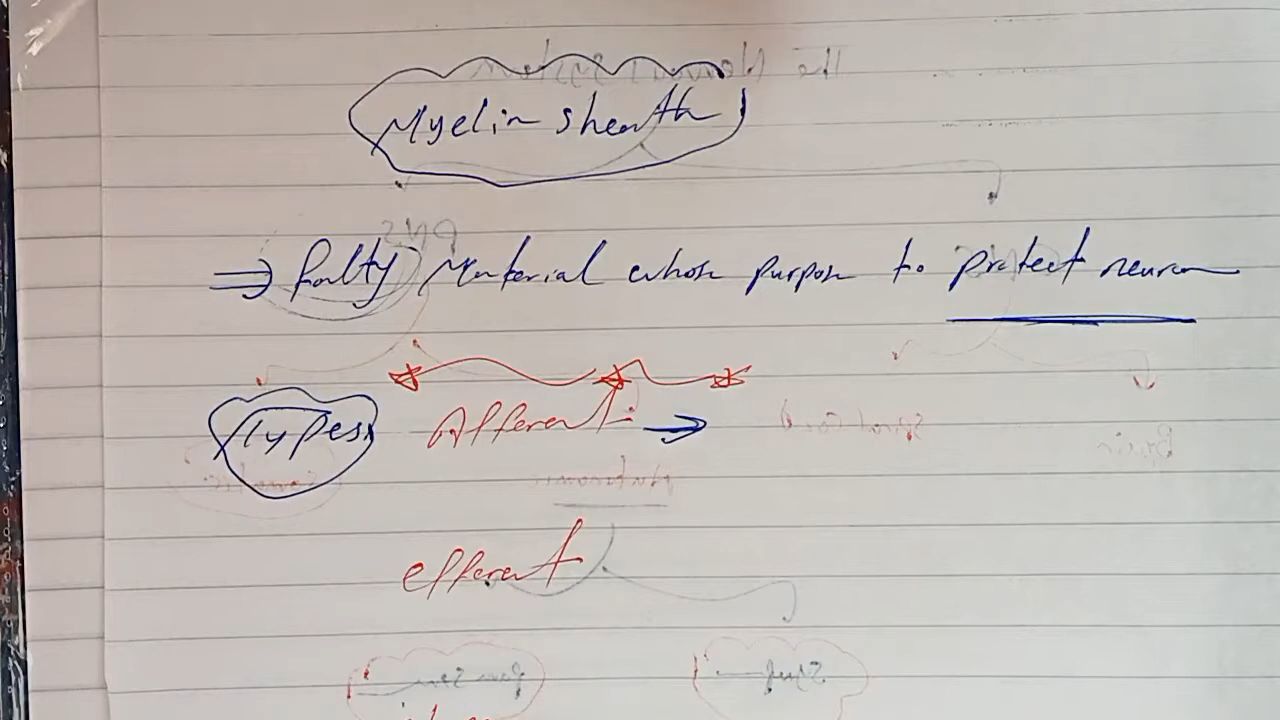 Myelin sheath
⇒ fatty Material whose purpose to protect neuron
Types Afferent →
efferent